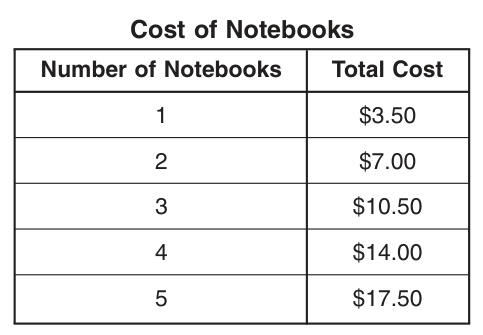 Cost of Notebooks
Number of Notebooks Total Cost
1 $3.50
2 $7.00
3 $10.50
4 $14.00
5 $17.50